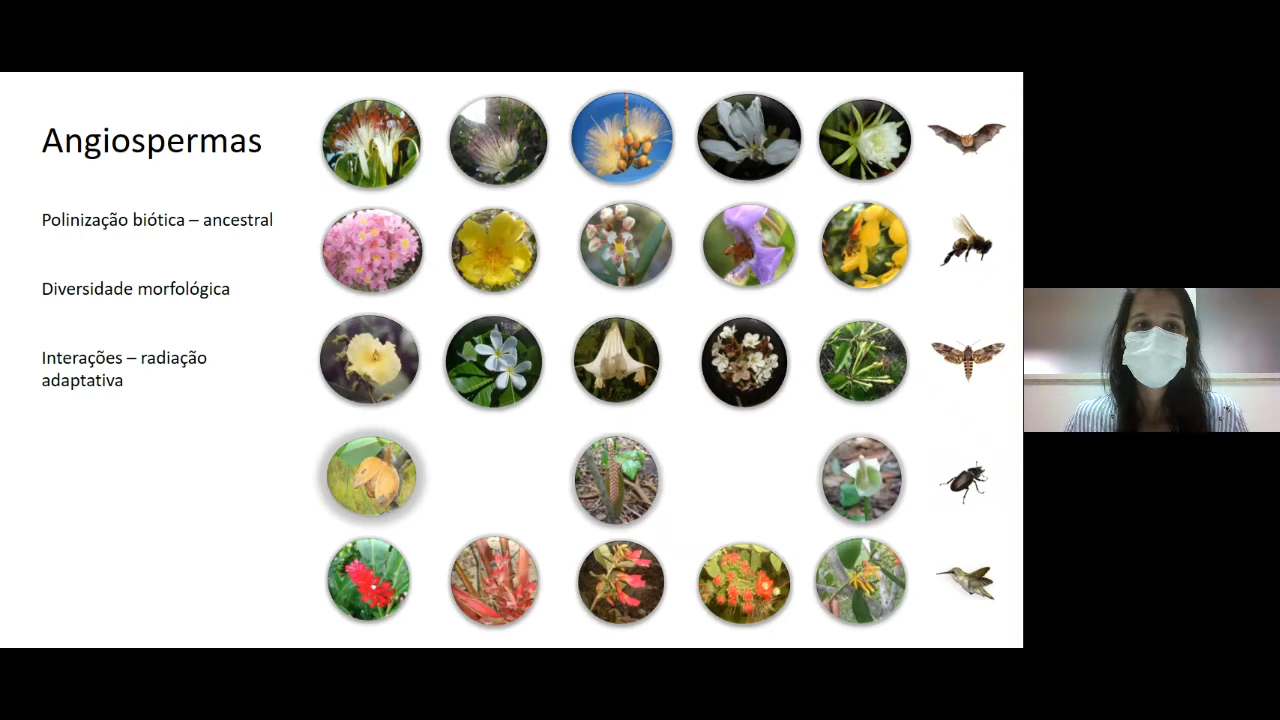 Angiospermas
Polinização biótica – ancestral
Diversidade morfológica
Interações – radiação
adaptativa